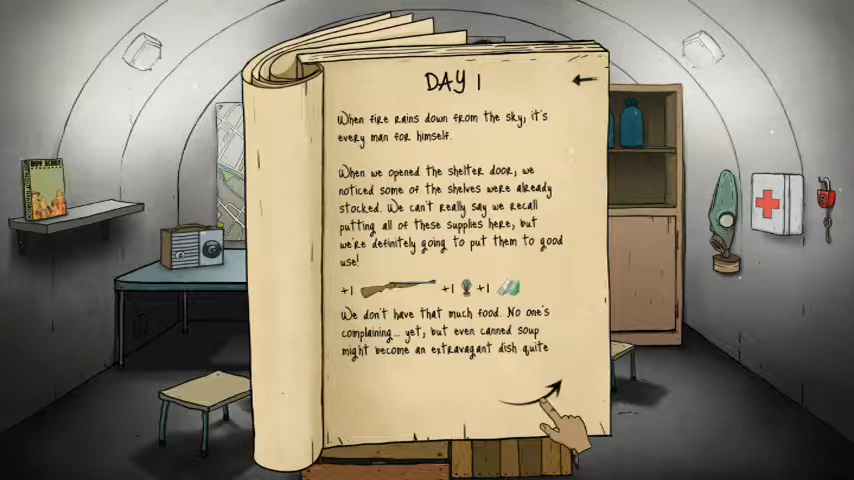 DAY 1
When fire rains down from the sky, it's
every man for himself.
When we opened the shelter door, we
noticed some of the shelves were already
stocked. We can't really say we recall
putting all of these supplies here, but
we're definitely going to put them to good
use!
+1 +1 +1
We don't have that much food. No one's
complaining... yet, but even canned soup
might become an extravagant dish quite
BOY SCOUT